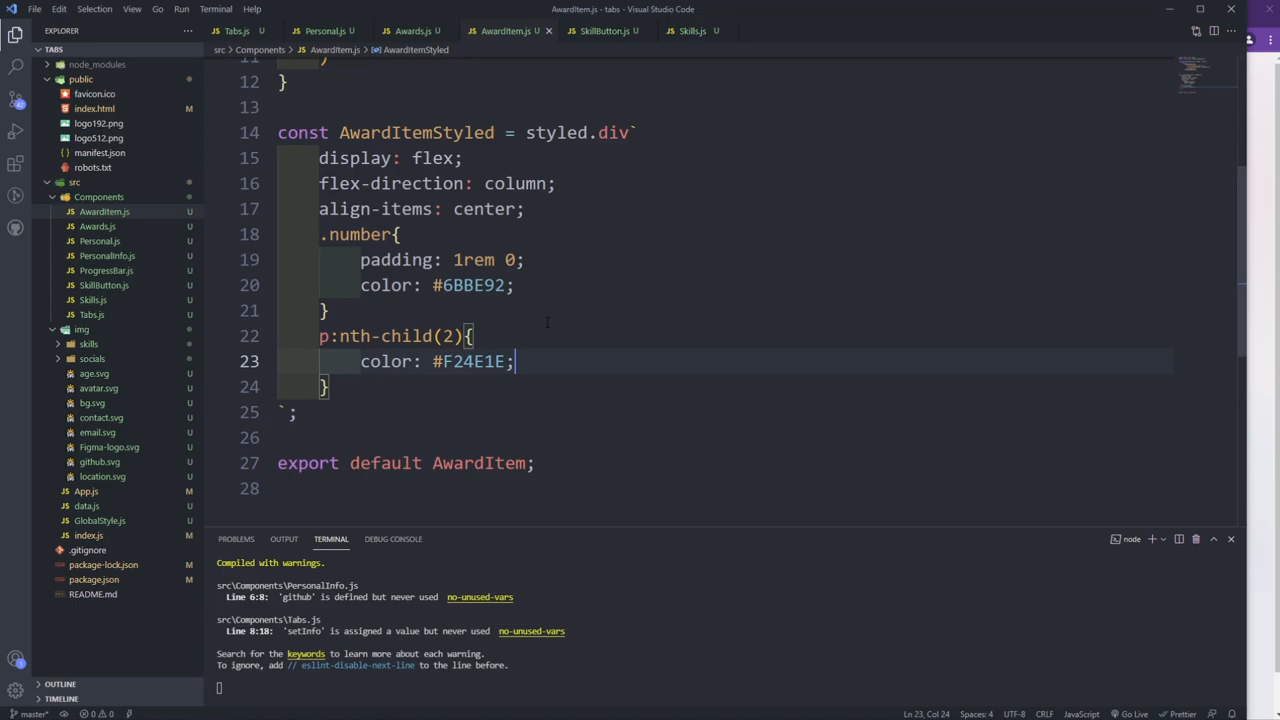 File Edit Selection View Go Run Terminal Help
AwardItem.js - tabs - Visual Studio Code
EXPLORER
TABS
node_modules
public
favicon.ico
index.html M
logo192.png
logo512.png
manifest.json
robots.txt
src
Components
AwardItem.js U
Awards.js U
Personal.js U
PersonalInfo.js U
ProgressBar.js U
SkillButton.js U
Skills.js U
Tabs.js U
img
skills
socials
age.svg U
avatar.svg U
bg.svg U
contact.svg U
email.svg U
Figma-logo.svg U
github.svg U
location.svg U
App.js M
data.js U
GlobalStyle.js U
index.js M
.gitignore
package-lock.json M
package.json M
README.md
OUTLINE
TIMELINE
Tabs.js U Personal.js U Awards.js U AwardItem.js U SkillButton.js U Skills.js U
src > Components > AwardItem.js > AwardItemStyled
11 )
12 }
13
14 const AwardItemStyled = styled.div`
15 display: flex;
16 flex-direction: column;
17 align-items: center;
18 .number{
19 padding: 1rem 0;
20 color: #6BBE92;
21 }
22 p:nth-child(2){
23 color: #F24E1E;
24 }
25 `;
26
27 export default AwardItem;
28
PROBLEMS OUTPUT TERMINAL DEBUG CONSOLE
node
Compiled with warnings.
src\Components\PersonalInfo.js
Line 6:8: 'github' is defined but never used no-unused-vars
src\Components\Tabs.js
Line 8:18: 'setInfo' is assigned a value but never used no-unused-vars
Search for the keywords to learn more about each warning.
To ignore, add // eslint-disable-next-line to the line before.
master* 0 0 Ln 23, Col 24 Spaces: 4 UTF-8 CRLF JavaScript Go Live Prettier